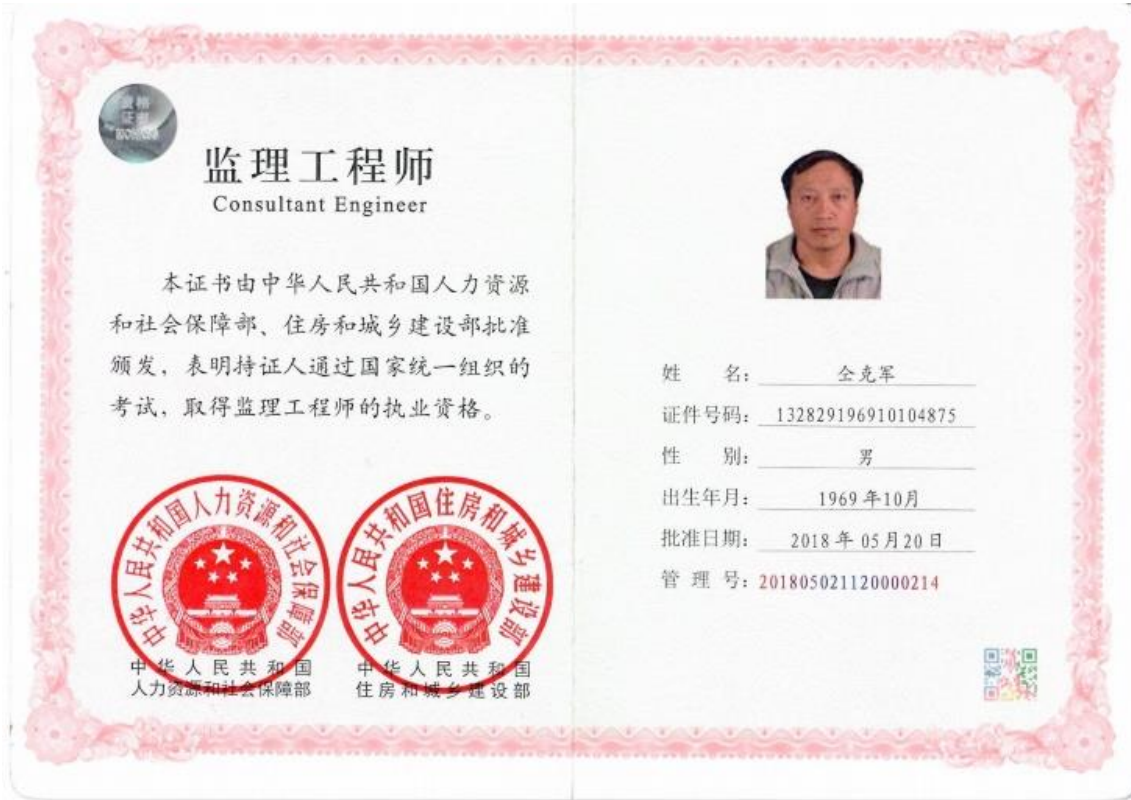 监理工程师
Consultant Engineer
本证书由中华人民共和国人力资源
和社会保障部、住房和城乡建设部批准
颁发，表明持证人通过国家统一组织的
考试，取得监理工程师的执业资格。
中华人民共和国人力资源和社会保障部
中华人民共和国住房和城乡建设部
中华人民共和国
人力资源和社会保障部
中华人民共和国
住房和城乡建设部
姓 名：仝克军
证件号码：132829196910104875
性 别：男
出生年月：1969年10月
批准日期：2018年05月20日
管 理 号：201805021120000214